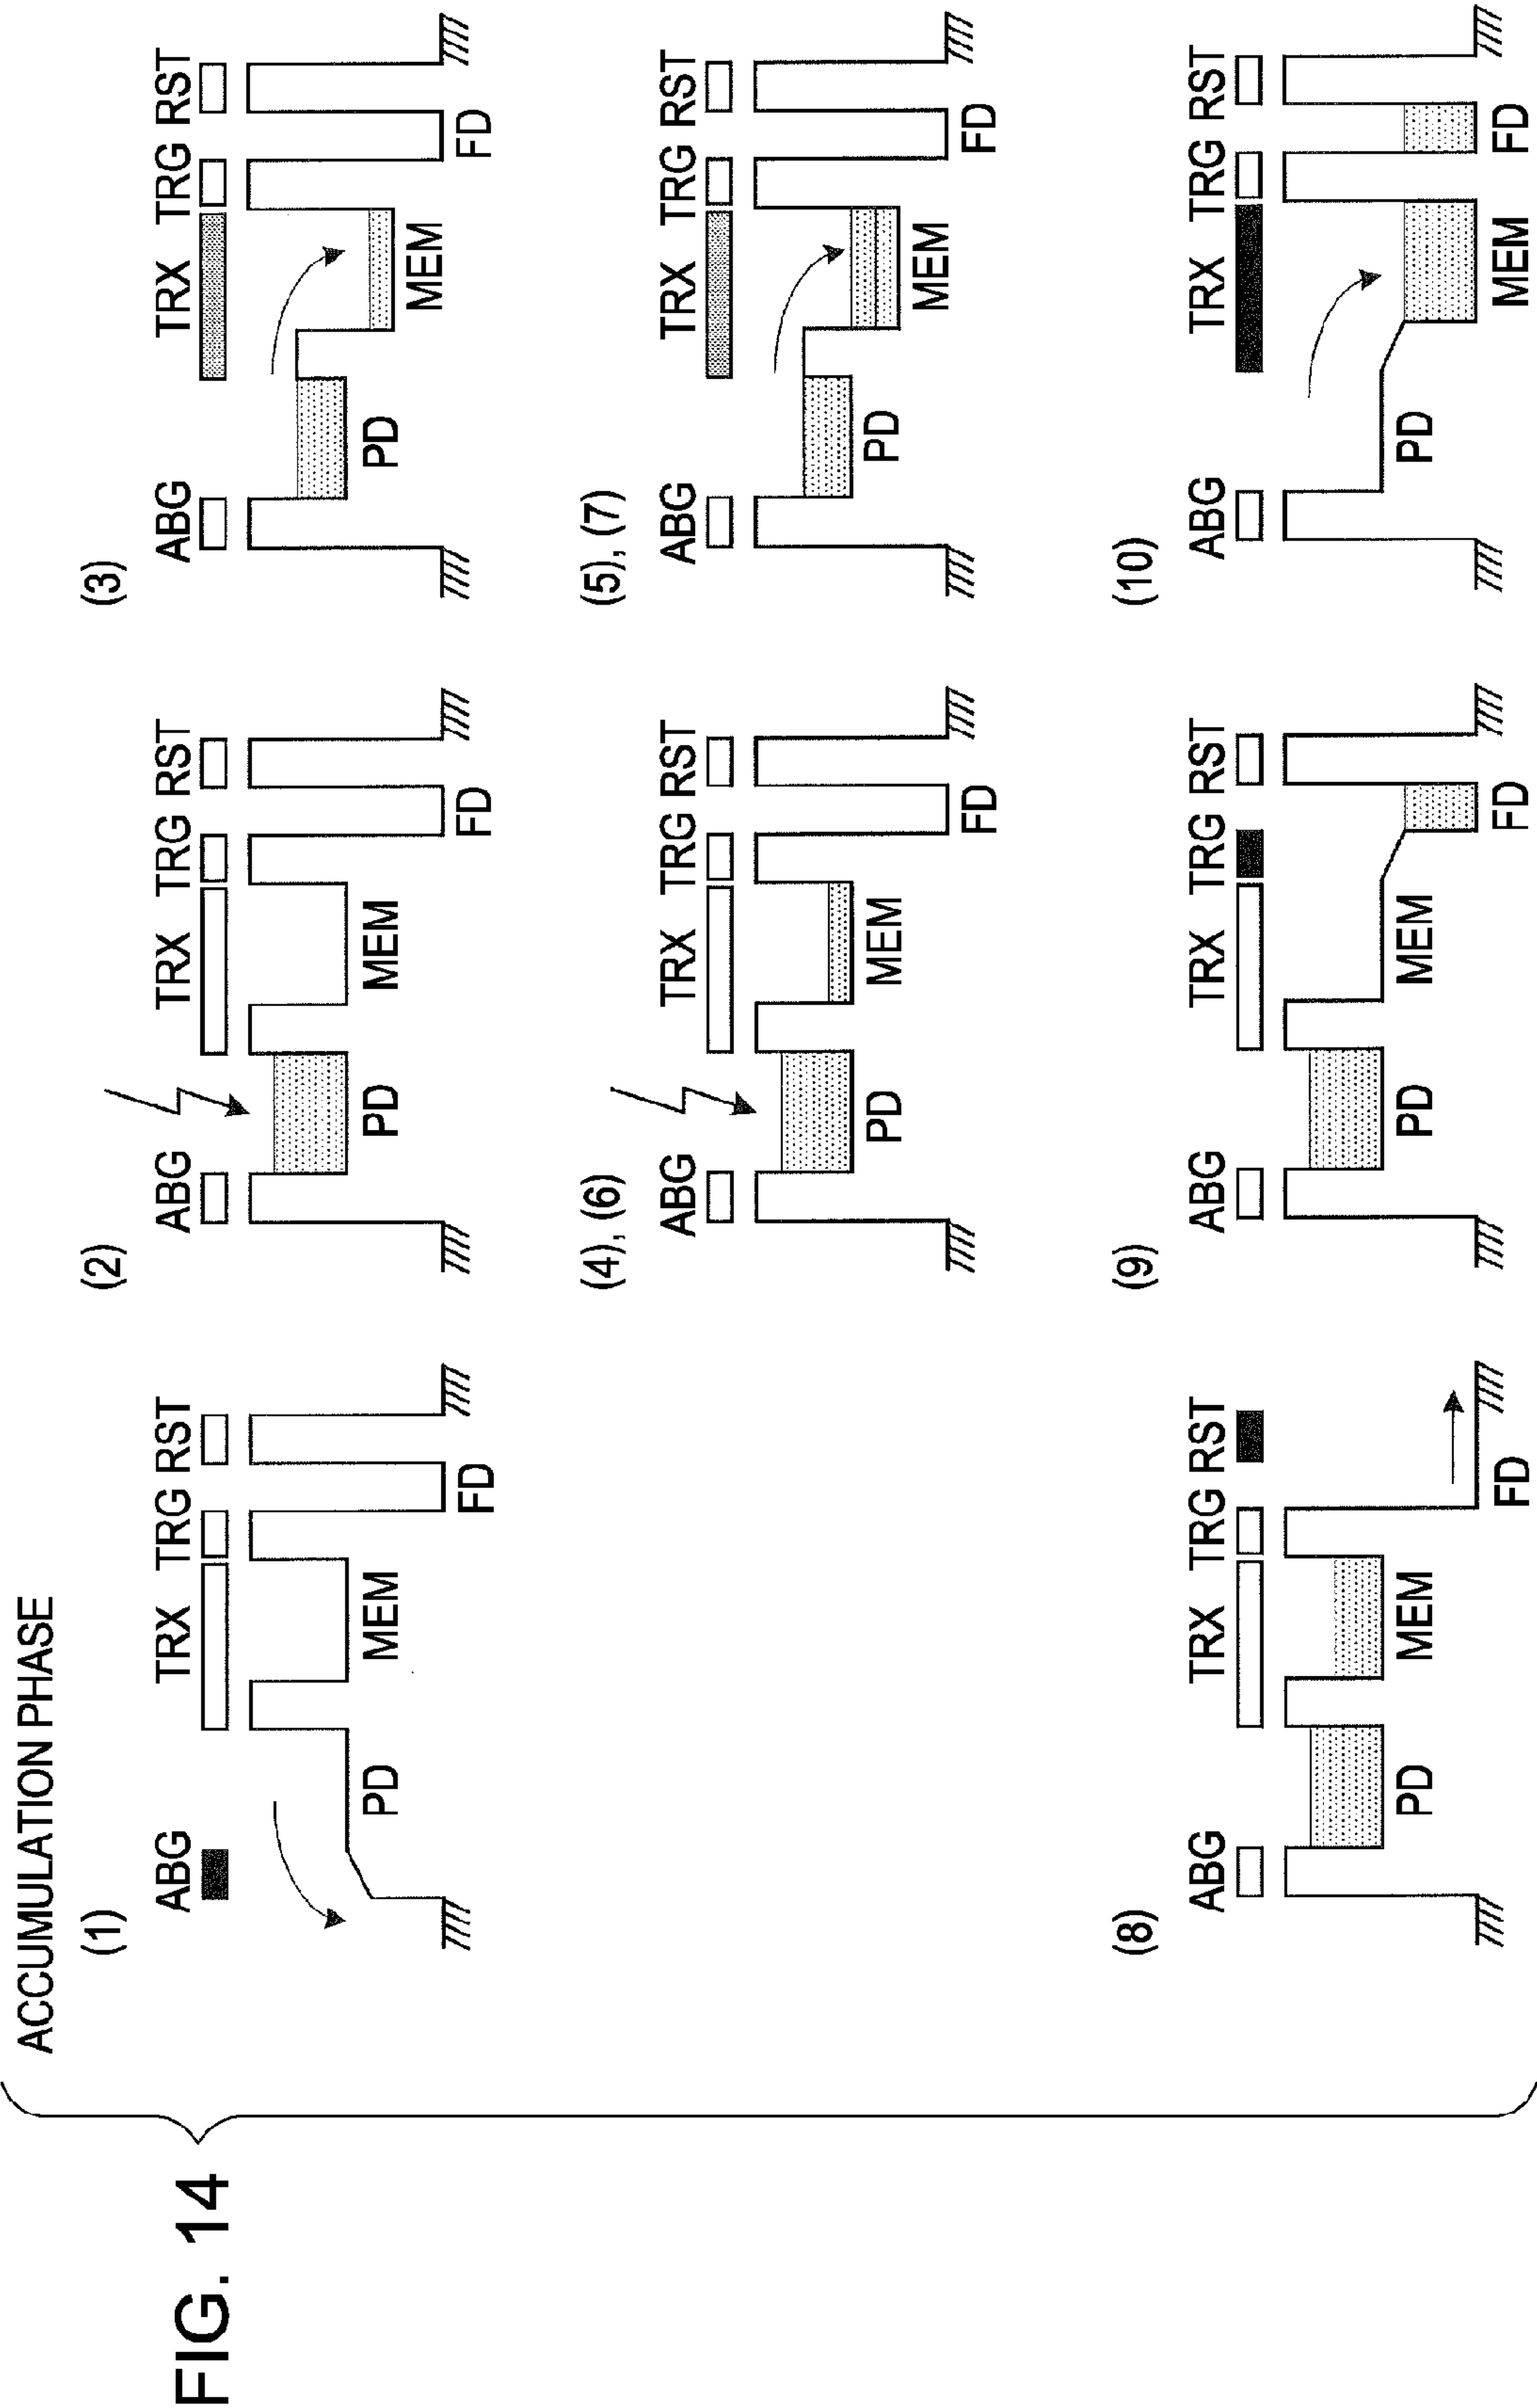 FIG. 14
ACCUMULATION PHASE
(1)
ABG TRX TRG RST
PD MEM FD
(2)
ABG TRX TRG RST
PD MEM FD
(3)
ABG TRX TRG RST
PD MEM FD
(4), (6)
ABG TRX TRG RST
PD MEM FD
(5), (7)
ABG TRX TRG RST
PD MEM FD
(8)
ABG TRX TRG RST
PD MEM FD
(9)
ABG TRX TRG RST
PD MEM FD
(10)
ABG TRX TRG RST
PD MEM FD